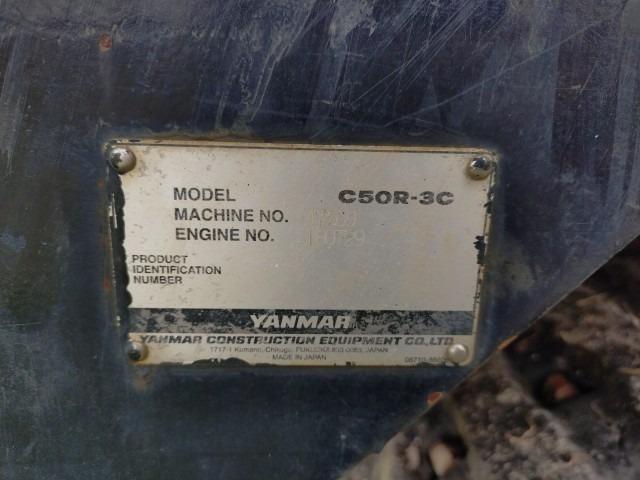 MODEL C50R-3C
MACHINE NO.
ENGINE NO.
PRODUCT
IDENTIFICATION
NUMBER
YANMAR
YANMAR CONSTRUCTION EQUIPMENT CO.,LTD.
MADE IN JAPAN